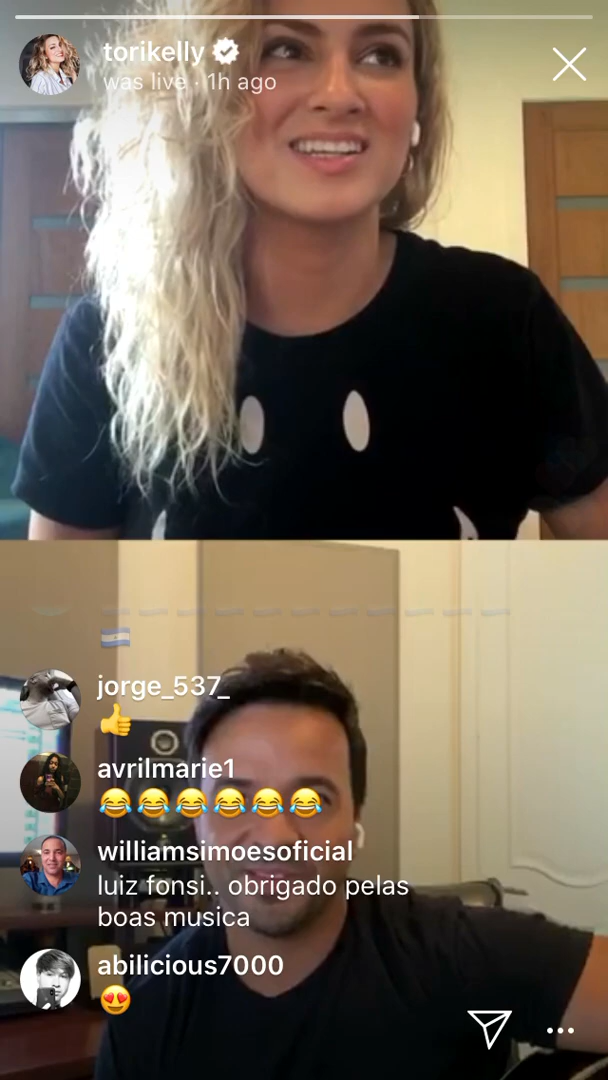 torikelly
was live · 1h ago
🇦🇷
jorge_537_
👍
avrilmarie1
😂😂😂😂😂😂
williamsimoesoficial
luiz fonsi.. obrigado pelas
boas musica
abilicious7000
😍